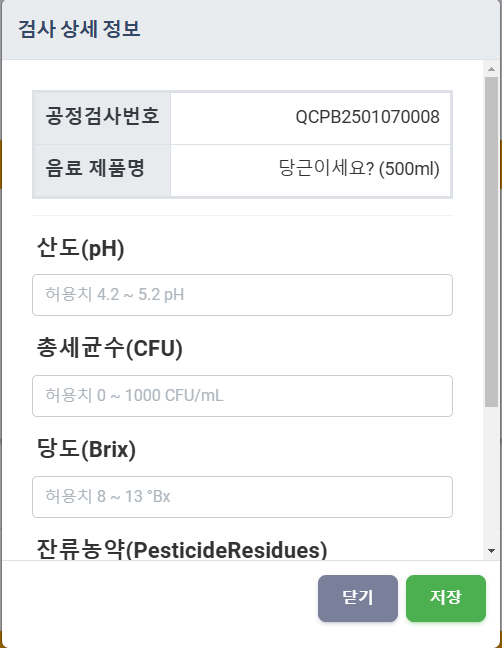 검사 상세 정보
공정검사번호 QCPB2501070008
음료 제품명 당근이세요? (500ml)
산도(pH)
허용치 4.2 ~ 5.2 pH
총세균수(CFU)
허용치 0 ~ 1000 CFU/mL
당도(Brix)
허용치 8 ~ 13 °Bx
잔류농약(PesticideResidues)
닫기 저장